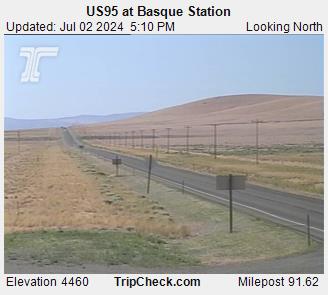 US95 at Basque Station
Updated: Jul 02 2024 5:10 PM Looking North
Elevation 4460 TripCheck.com Milepost 91.62